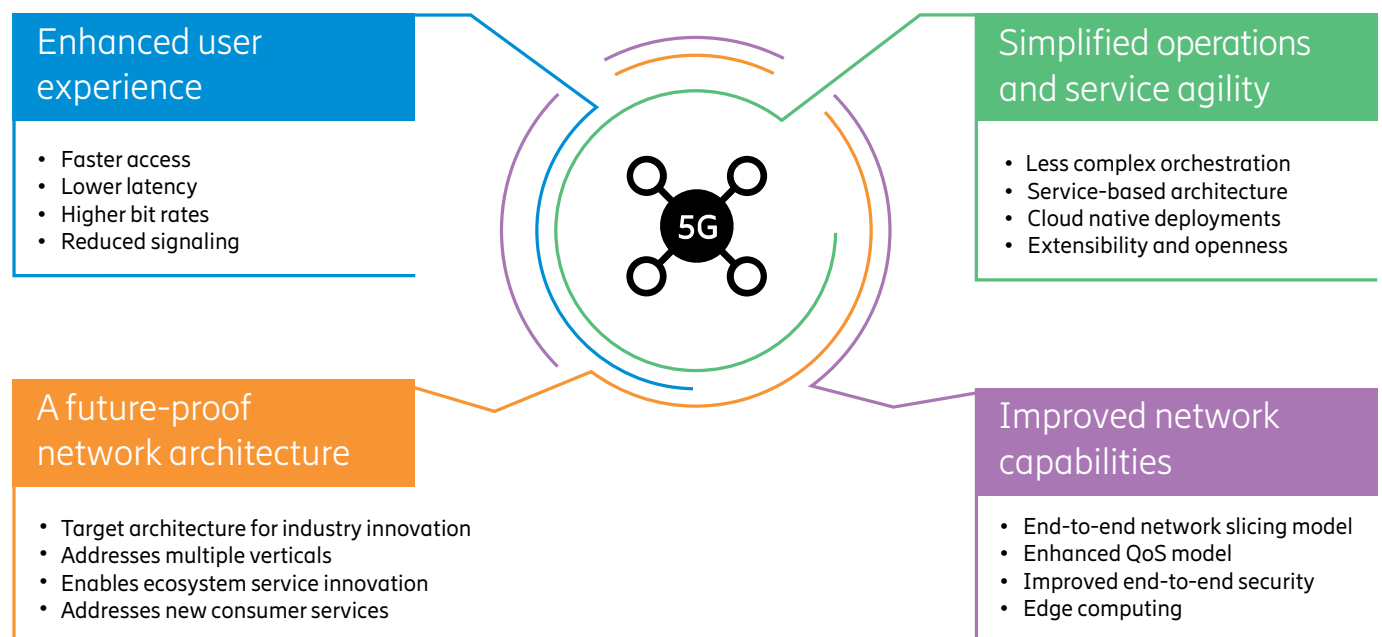 Enhanced user
experience
• Faster access
• Lower latency
• Higher bit rates
• Reduced signaling
Simplified operations
and service agility
• Less complex orchestration
• Service-based architecture
• Cloud native deployments
• Extensibility and openness
5G
A future-proof
network architecture
• Target architecture for industry innovation
• Addresses multiple verticals
• Enables ecosystem service innovation
• Addresses new consumer services
Improved network
capabilities
• End-to-end network slicing model
• Enhanced QoS model
• Improved end-to-end security
• Edge computing